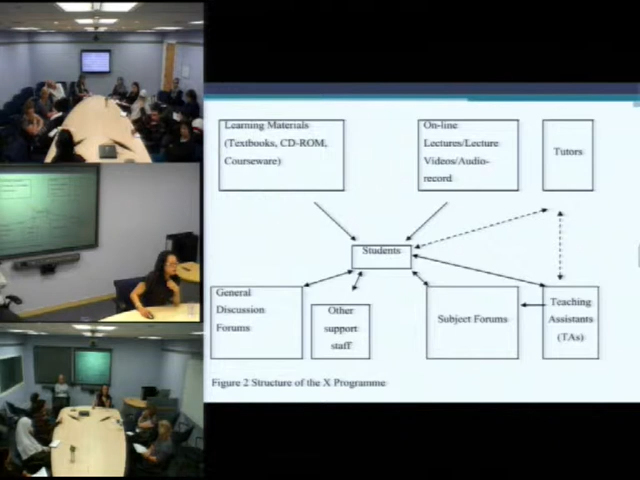 Learning Materials
(Textbooks, CD-ROM,
Courseware)
On-line
Lectures/Lecture
Videos/Audio-
record
Tutors
Students
General
Discussion
Forums
Other
support
staff
Subject Forums
Teaching
Assistants
(TAs)
Figure 2 Structure of the X Programme